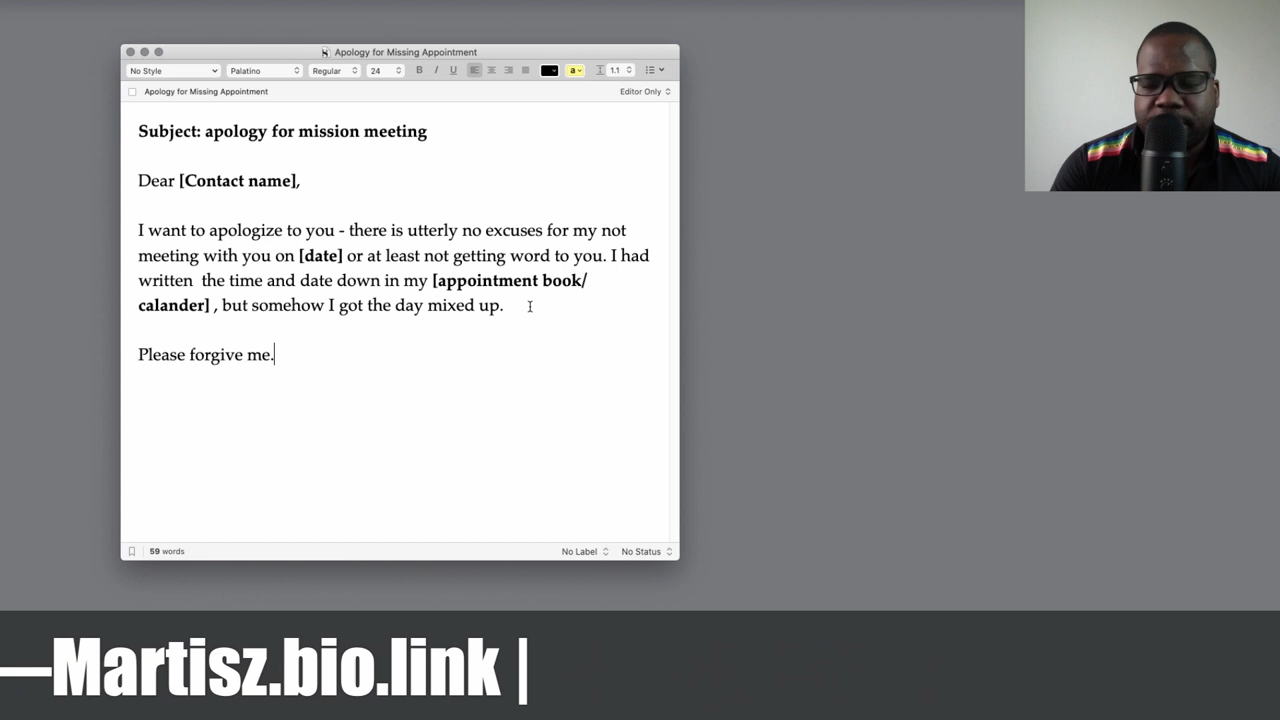 Apology for Missing Appointment
No Style Palatino Regular 24 B I U a 1.1
Apology for Missing Appointment Editor Only
Subject: apology for mission meeting
Dear [Contact name],
I want to apologize to you - there is utterly no excuses for my not
meeting with you on [date] or at least not getting word to you. I had
written the time and date down in my [appointment book/
calander] , but somehow I got the day mixed up.
Please forgive me.
59 words No Label No Status
—Martisz.bio.link |